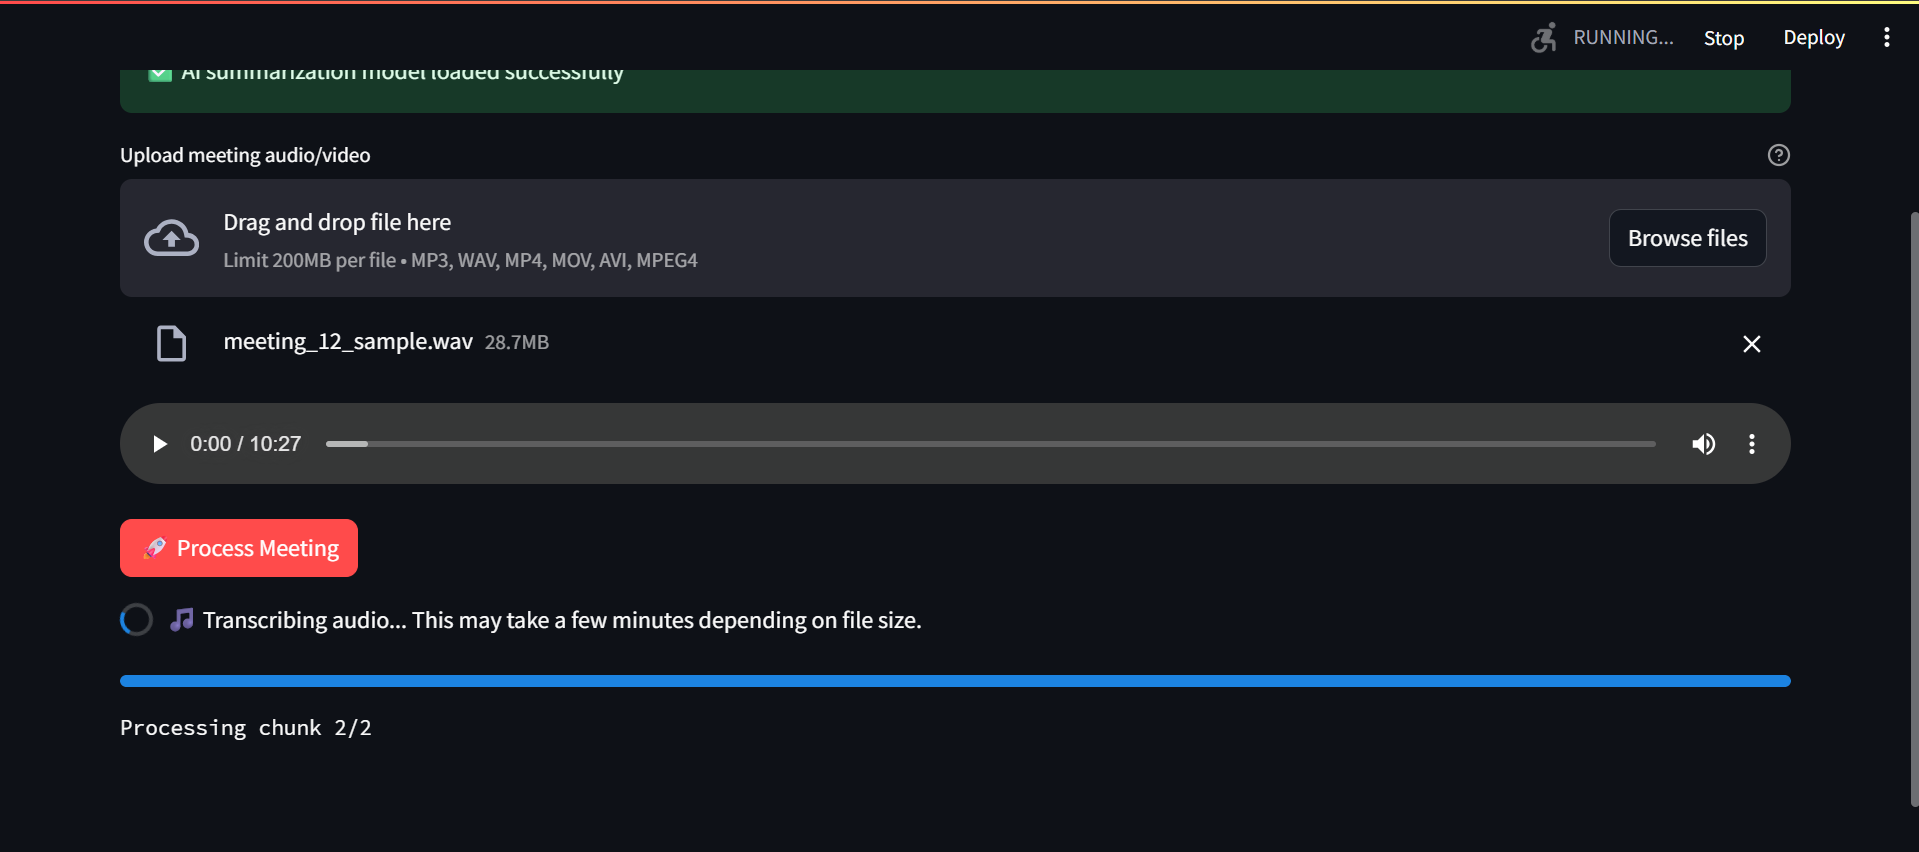 RUNNING...
Stop
Deploy
AI summarization model loaded successfully
Upload meeting audio/video
Drag and drop file here
Limit 200MB per file • MP3, WAV, MP4, MOV, AVI, MPEG4
Browse files
meeting_12_sample.wav 28.7MB
0:00 / 10:27
Process Meeting
Transcribing audio... This may take a few minutes depending on file size.
Processing chunk 2/2